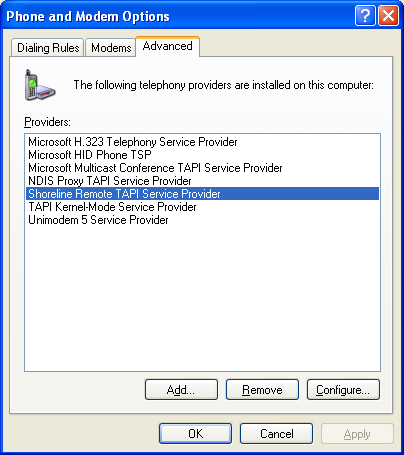 Phone and Modem Options
Dialing Rules Modems Advanced
The following telephony providers are installed on this computer:
Providers:
Microsoft H.323 Telephony Service Provider
Microsoft HID Phone TSP
Microsoft Multicast Conference TAPI Service Provider
NDIS Proxy TAPI Service Provider
Shoreline Remote TAPI Service Provider
TAPI Kernel-Mode Service Provider
Unimodem 5 Service Provider
Add... Remove Configure...
OK Cancel Apply